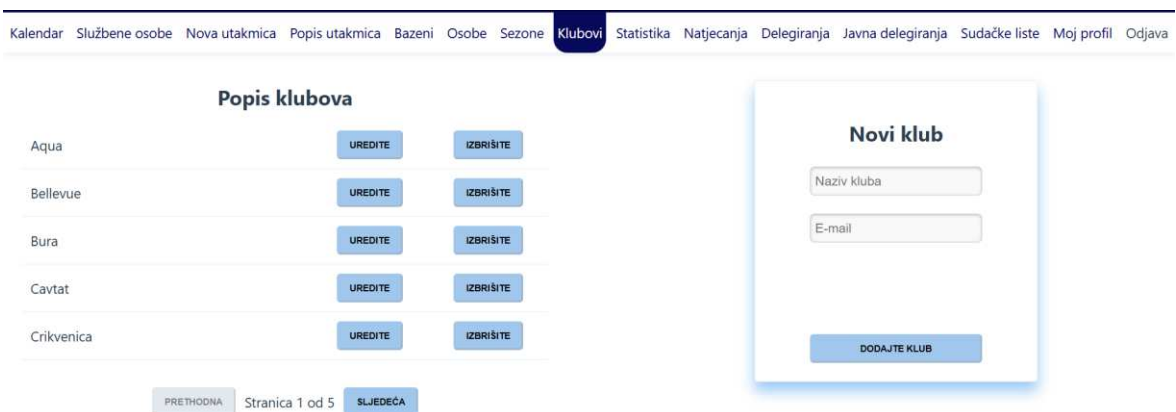 Kalendar Službene osobe Nova utakmica Popis utakmica Bazeni Osobe Sezone Klubovi Statistika Natjecanja Delegiranja Javna delegiranja Sudačke liste Moj profil Odjava
Popis klubova
Aqua UREDITE IZBRIŠITE
Bellevue UREDITE IZBRIŠITE
Bura UREDITE IZBRIŠITE
Cavtat UREDITE IZBRIŠITE
Crikvenica UREDITE IZBRIŠITE
PRETHODNA Stranica 1 od 5 SLJEDEĆA
Novi klub
Naziv kluba
E-mail
DODAJTE KLUB